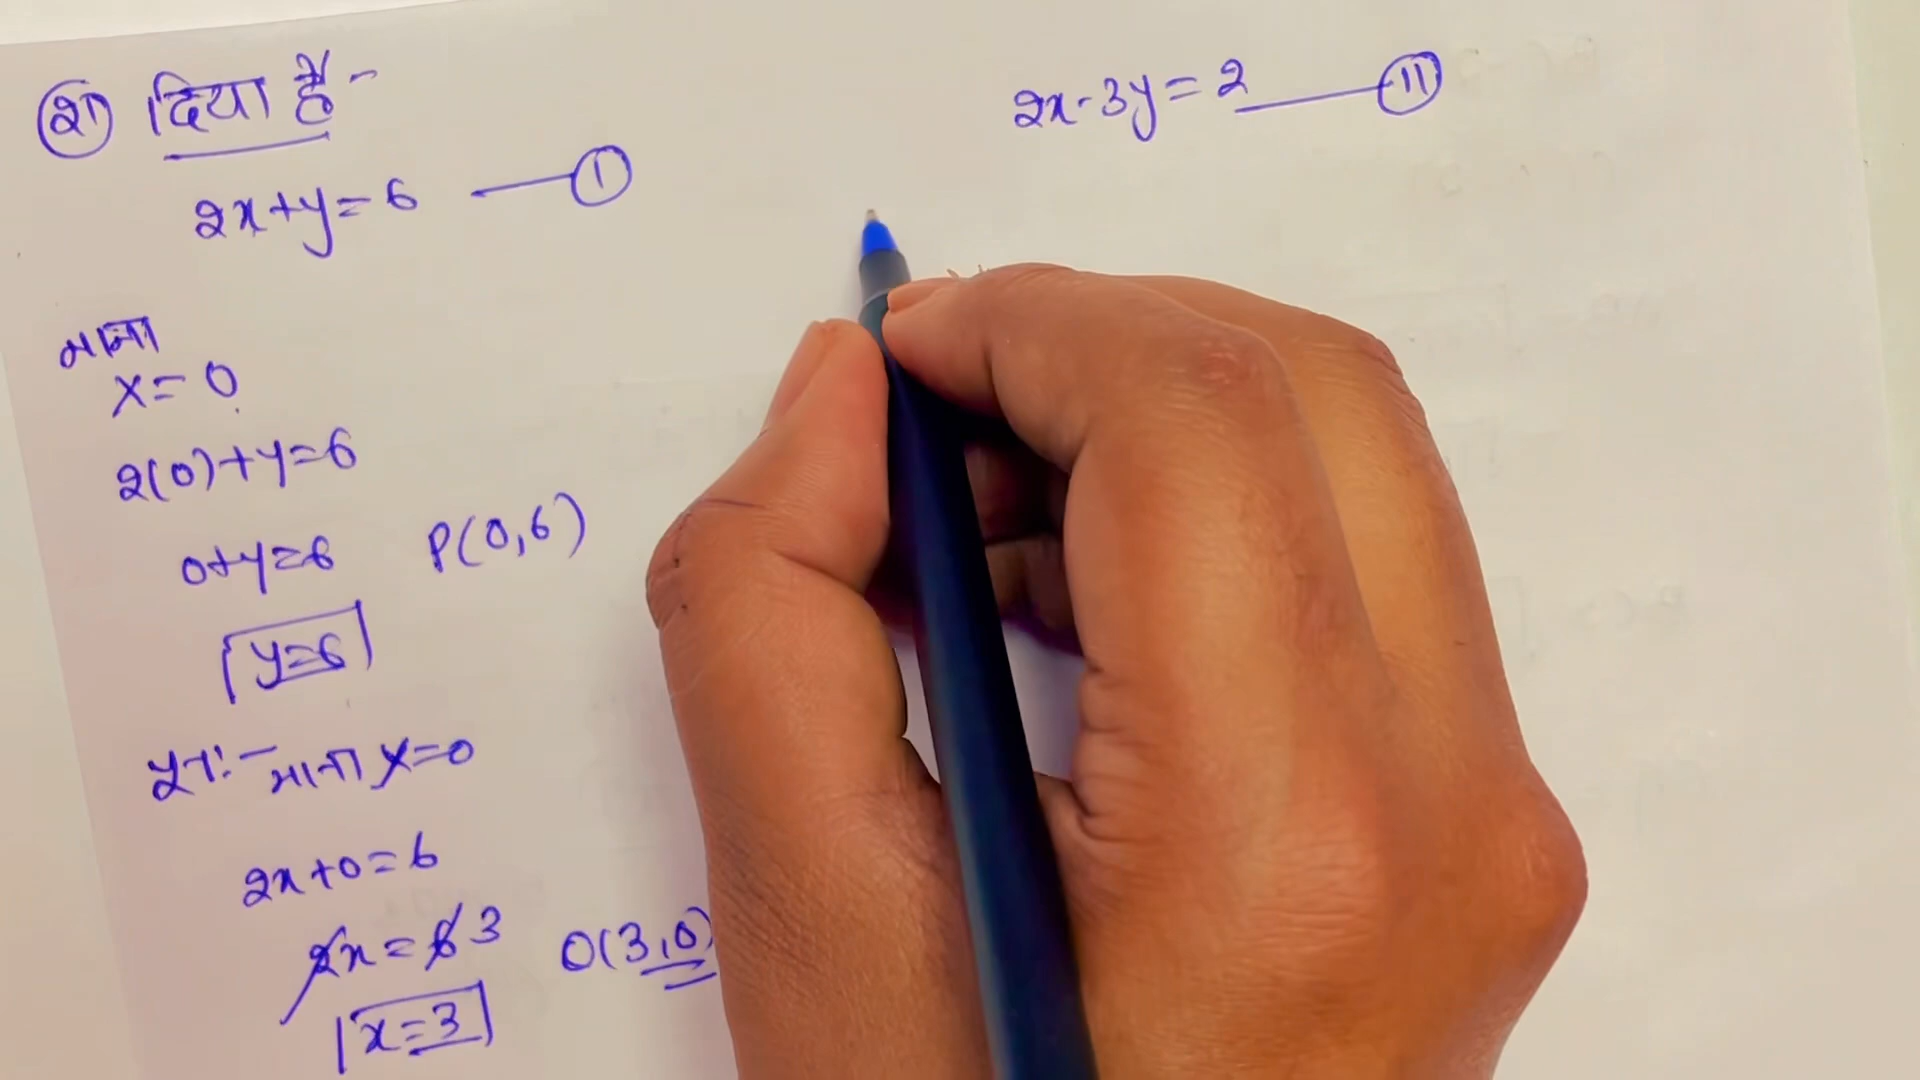 २१ दिया है -
2x+y=6 —— I
माना
x=0
2(0)+y=6
0+y=6 P(0,6)
y=6
पुनः- माना y=0
2x+0=6
2x=6 3 O(3,0)
x=3
2x-3y=2 —— II